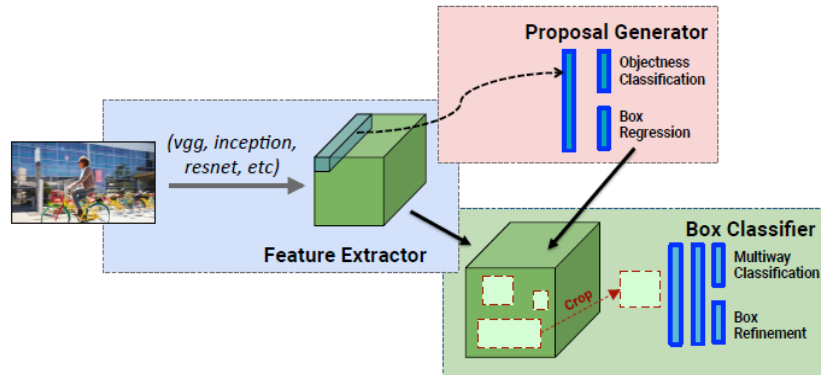 Proposal Generator
Objectness
Classification
Box
Regression
(vgg, inception,
resnet, etc)
Feature Extractor
Box Classifier
Multiway
Classification
Crop
Box
Refinement